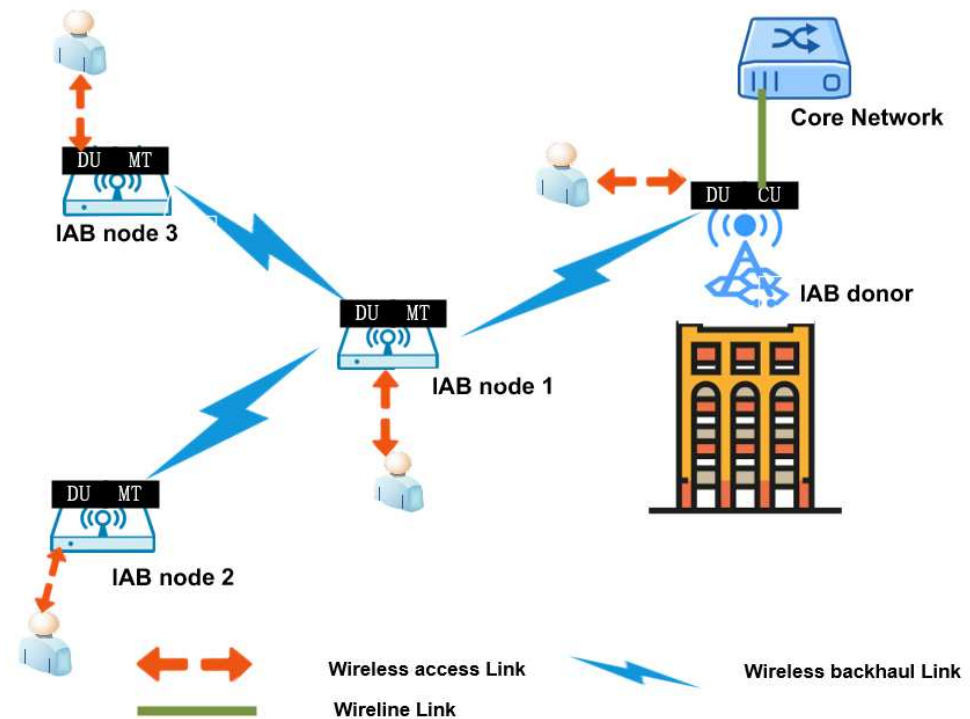 Core Network
DU MT
IAB node 3
DU CU
IAB donor
DU MT
IAB node 1
DU MT
IAB node 2
Wireless access Link
Wireless backhaul Link
Wireline Link